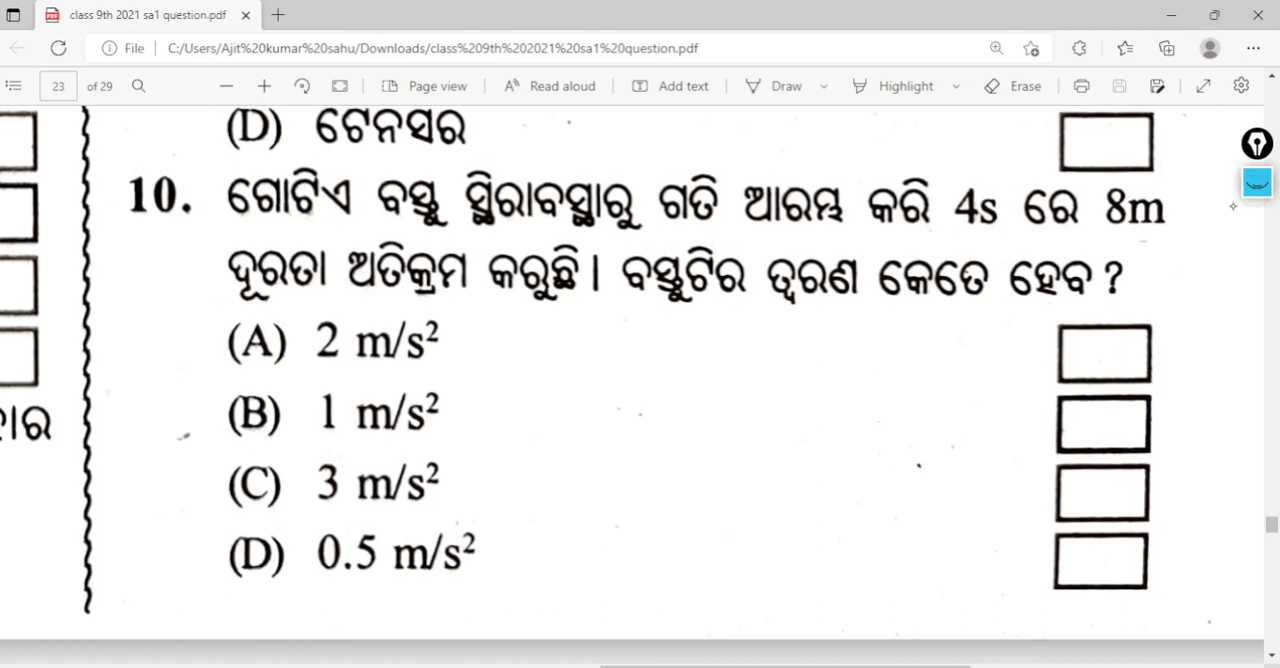 class 9th 2021 sa1 question.pdf
File C:/Users/Ajit%20kumar%20sahu/Downloads/class%209th%202021%20sa1%20question.pdf
23 of 29 Page view Read aloud Add text Draw Highlight Erase
(D) ଟେନସର
10. ଗୋଟିଏ ବସ୍ତୁ ସ୍ଥିରାବସ୍ଥାରୁ ଗତି ଆରମ୍ଭ କରି 4s ରେ 8m
ଦୂରତା ଅତିକ୍ରମ କରୁଛି। ବସ୍ତୁଟିର ତ୍ୱରଣ କେତେ ହେବ ?
(A) 2 m/s²
(B) 1 m/s²
(C) 3 m/s²
(D) 0.5 m/s²